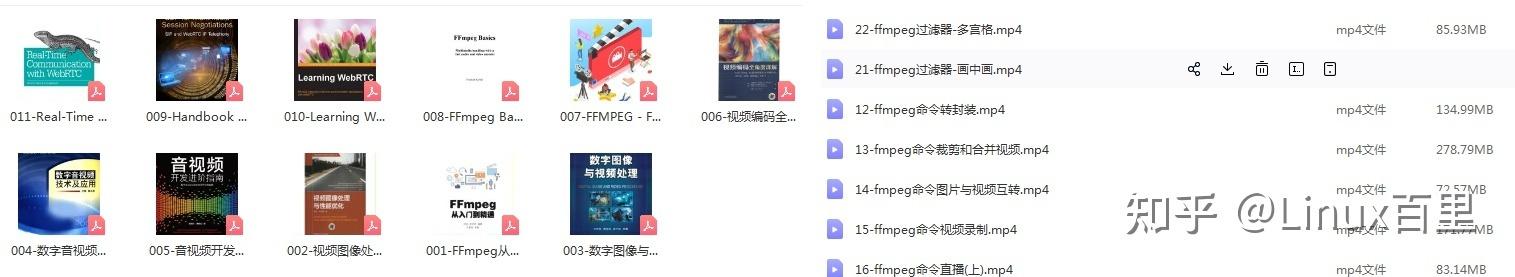 Real-Time
Communication
with WebRTC
011-Real-Time ...
Session Negotiations
SIP and WebRTC IP Telephony
009-Handbook ...
Learning WebRTC
010-Learning W...
FFmpeg Basics
008-FFmpeg Ba...
007-FFMPEG - F...
视频编码全角度详解
006-视频编码全...
数字音视频
技术及应用
004-数字音视频...
音视频
开发进阶指南
005-音视频开发...
视频图像处理
与性能优化
002-视频图像处...
FFmpeg
从入门到精通
001-FFmpeg从...
数字图像
与视频处理
003-数字图像与...
22-ffmpeg过滤器-多宫格.mp4 mp4文件 85.93MB
21-ffmpeg过滤器-画中画.mp4
12-ffmpeg命令转封装.mp4 mp4文件 134.99MB
13-fmpeg命令裁剪和合并视频.mp4 mp4文件 278.79MB
14-fmpeg命令图片与视频互转.mp4 mp4文件 72.57MB
15-ffmpeg命令视频录制.mp4 mp4文件 171.77MB
16-ffmpeg命令直播(上).mp4 mp4文件 83.14MB
知乎 @Linux百里